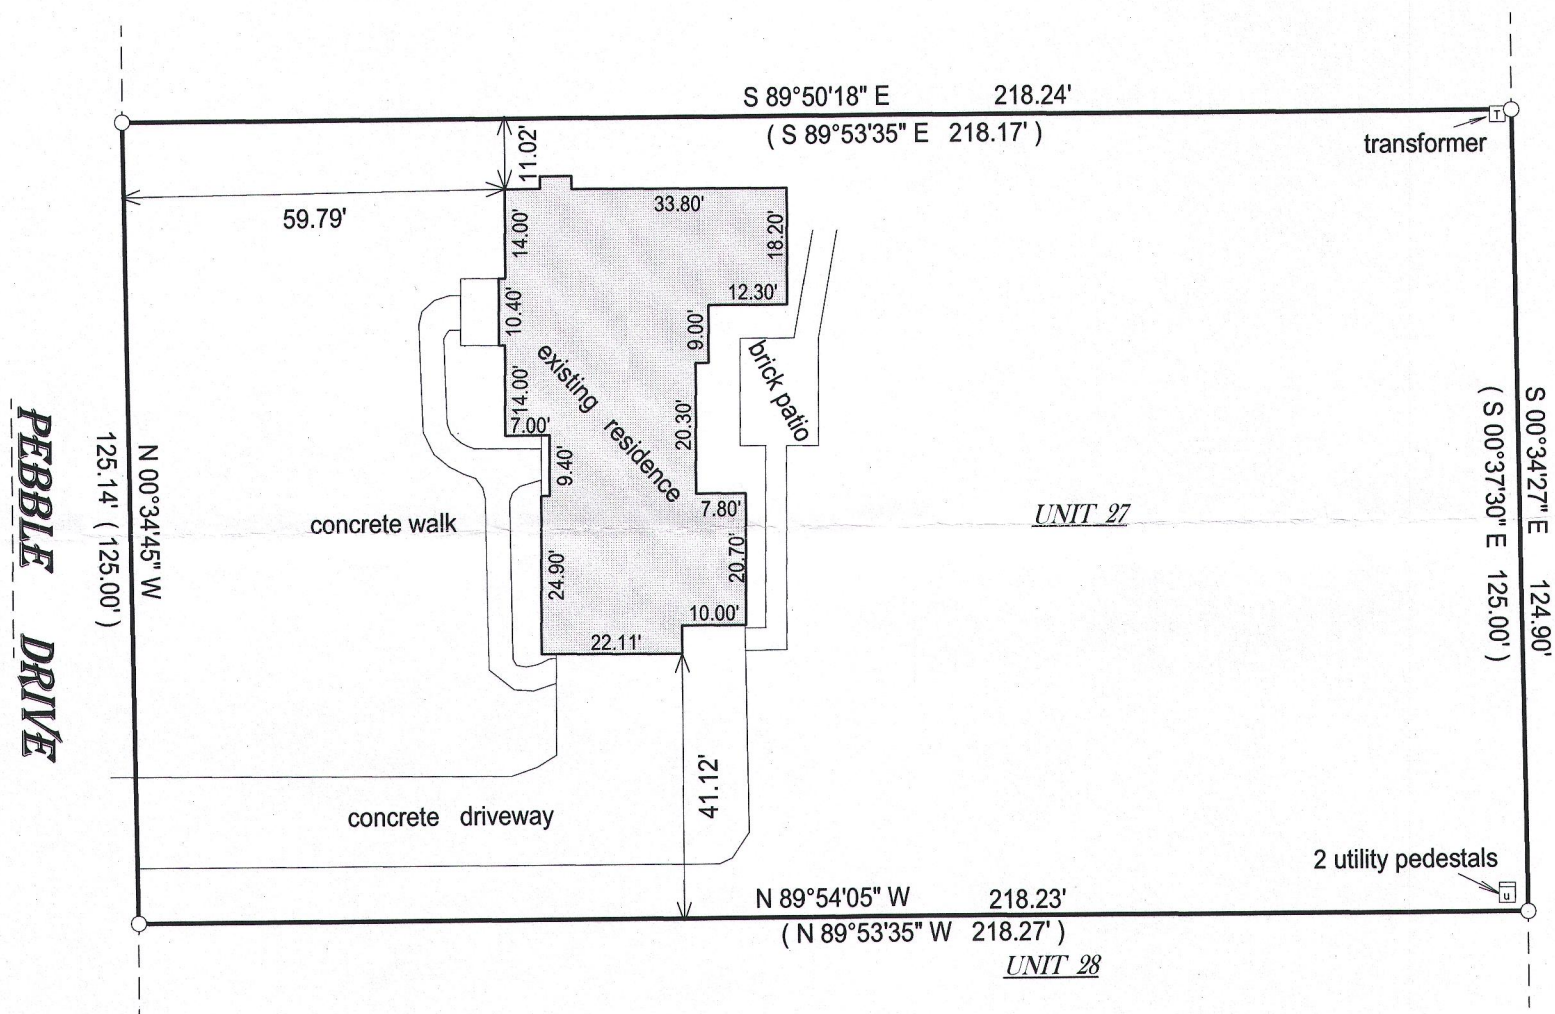 S 89°50'18" E 218.24'
( S 89°53'35" E 218.17' )
transformer
T
11.02'
59.79'
33.80'
14.00'
18.20'
12.30'
10.40'
9.00'
existing residence
brick patio
14.00'
7.00'
20.30'
9.40'
7.80'
concrete walk
UNIT 27
24.90'
20.70'
10.00'
22.11'
PEBBLE DRIVE
N 00°34'45" W
125.14' ( 125.00' )
S 00°34'27" E 124.90'
( S 00°37'30" E 125.00' )
41.12'
concrete driveway
2 utility pedestals
u
N 89°54'05" W 218.23'
( N 89°53'35" W 218.27' )
UNIT 28